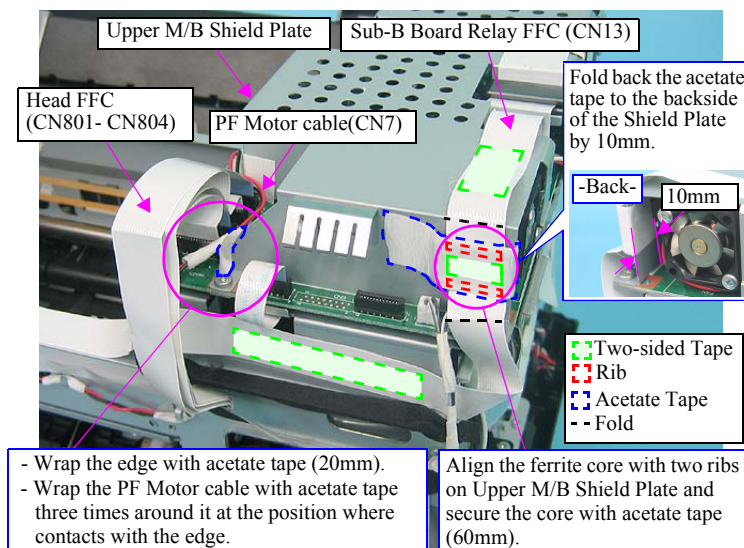 Upper M/B Shield Plate
Sub-B Board Relay FFC (CN13)
Head FFC
(CN801- CN804)
PF Motor cable(CN7)
Fold back the acetate
tape to the backside
of the Shield Plate
by 10mm.
-Back-
10mm
Two-sided Tape
Rib
Acetate Tape
Fold
- Wrap the edge with acetate tape (20mm).
- Wrap the PF Motor cable with acetate tape
three times around it at the position where
contacts with the edge.
Align the ferrite core with two ribs
on Upper M/B Shield Plate and
secure the core with acetate tape
(60mm).